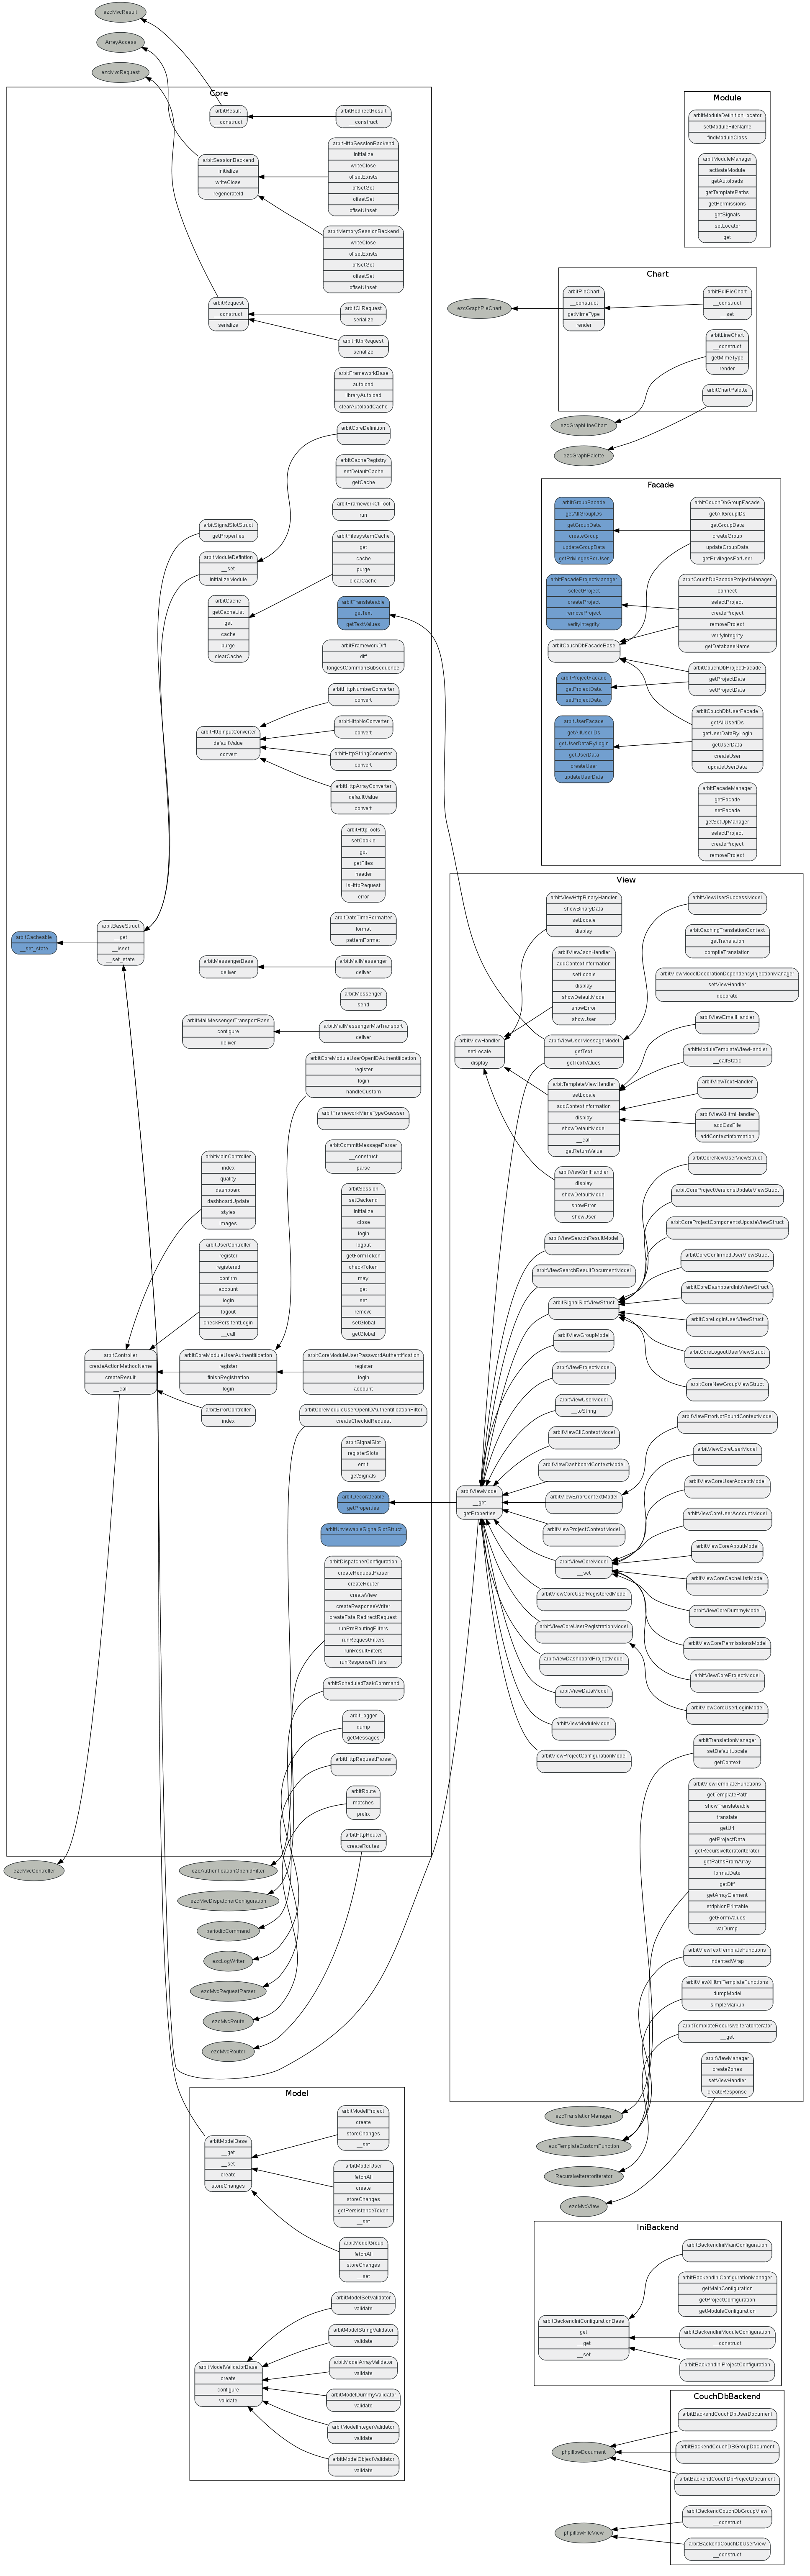 ezcMvcResult
ArrayAccess
ezcMvcRequest
Core
arbitResult
__construct
arbitRedirectResult
__construct
arbitSessionBackend
initialize
writeClose
regenerateId
arbitHttpSessionBackend
initialize
writeClose
offsetExists
offsetGet
offsetSet
offsetUnset
arbitMemorySessionBackend
writeClose
offsetExists
offsetGet
offsetSet
offsetUnset
arbitRequest
__construct
serialize
arbitCliRequest
serialize
arbitHttpRequest
serialize
arbitFrameworkBase
autoload
libraryAutoload
clearAutoloadCache
arbitCoreDefinition
arbitCacheRegistry
setDefaultCache
getCache
arbitFrameworkCliTool
run
arbitSignalSlotStruct
getProperties
arbitModuleDefintion
__set
initializeModule
arbitFilesystemCache
get
cache
purge
clearCache
arbitCache
getCacheList
get
cache
purge
clearCache
arbitTranslateable
getText
getTextValues
arbitFrameworkDiff
diff
longestCommonSubsequence
arbitHttpNumberConverter
convert
arbitHttpInputConverter
defaultValue
convert
arbitHttpNoConverter
convert
arbitHttpStringConverter
convert
arbitHttpArrayConverter
defaultValue
convert
arbitHttpTools
setCookie
get
getFiles
header
isHttpRequest
error
arbitDateTimeFormatter
format
patternFormat
arbitCacheable
__set_state
arbitBaseStruct
__get
__isset
__set_state
arbitMessengerBase
deliver
arbitMailMessenger
deliver
arbitMessenger
send
arbitMailMessengerTransportBase
configure
deliver
arbitMailMessengerMtaTransport
deliver
arbitCoreModuleUserOpenIDAuthentification
register
login
handleCustom
arbitFrameworkMimeTypeGuesser
arbitCommitMessageParser
__construct
parse
arbitMainController
index
quality
dashboard
dashboardUpdate
styles
images
arbitSession
setBackend
initialize
close
login
logout
getFormToken
checkToken
may
get
set
remove
setGlobal
getGlobal
arbitUserController
register
registered
confirm
account
login
logout
checkPersitentLogin
__call
arbitController
createActionMethodName
createResult
__call
arbitCoreModuleUserAuthentification
register
finishRegistration
login
arbitCoreModuleUserPasswordAuthentification
register
login
account
arbitErrorController
index
arbitCoreModuleUserOpenIDAuthentificationFilter
createCheckidRequest
arbitSignalSlot
registerSlots
emit
getSignals
arbitDecorateable
getProperties
arbitUnviewableSignalSlotStruct
arbitDispatcherConfiguration
createRequestParser
createRouter
createView
createResponseWriter
createFatalRedirectRequest
runPreRoutingFilters
runRequestFilters
runResultFilters
runResponseFilters
arbitScheduledTaskCommand
arbitLogger
dump
getMessages
arbitHttpRequestParser
arbitRoute
matches
prefix
arbitHttpRouter
createRoutes
ezcMvcController
ezcAuthenticationOpenidFilter
ezcMvcDispatcherConfiguration
periodicCommand
ezcLogWriter
ezcMvcRequestParser
ezcMvcRoute
ezcMvcRouter
Model
arbitModelBase
__get
__set
create
storeChanges
arbitModelProject
create
storeChanges
__set
arbitModelUser
fetchAll
create
storeChanges
getPersistenceToken
__set
arbitModelGroup
fetchAll
storeChanges
__set
arbitModelSetValidator
validate
arbitModelStringValidator
validate
arbitModelValidatorBase
create
configure
validate
arbitModelArrayValidator
validate
arbitModelDummyValidator
validate
arbitModelIntegerValidator
validate
arbitModelObjectValidator
validate
Module
arbitModuleDefinitionLocator
setModuleFileName
findModuleClass
arbitModuleManager
activateModule
getAutoloads
getTemplatePaths
getPermissions
getSignals
setLocator
get
Chart
ezcGraphPieChart
arbitPieChart
__construct
getMimeType
render
arbitPipPieChart
__construct
__set
arbitLineChart
__construct
getMimeType
render
arbitChartPalette
ezcGraphLineChart
ezcGraphPalette
Facade
arbitGroupFacade
getAllGroupIDs
getGroupData
createGroup
updateGroupData
getPrivilegesForUser
arbitCouchDbGroupFacade
getAllGroupIDs
getGroupData
createGroup
updateGroupData
getPrivilegesForUser
arbitFacadeProjectManager
selectProject
createProject
removeProject
verifyIntegrity
arbitCouchDbFacadeProjectManager
connect
selectProject
createProject
removeProject
verifyIntegrity
getDatabaseName
arbitCouchDbFacadeBase
arbitProjectFacade
getProjectData
setProjectData
arbitCouchDbProjectFacade
getProjectData
setProjectData
arbitUserFacade
getAllUserIDs
getUserDataByLogin
getUserData
createUser
updateUserData
arbitCouchDbUserFacade
getAllUserIDs
getUserDataByLogin
getUserData
createUser
updateUserData
arbitFacadeManager
getFacade
setFacade
getSetUpManager
selectProject
createProject
removeProject
View
arbitViewHttpBinaryHandler
showBinaryData
setLocale
display
arbitViewUserSuccessModel
arbitCachingTranslationContext
getTranslation
compileTranslation
arbitViewJsonHandler
addContextInformation
setLocale
display
showDefaultModel
showError
showUser
arbitViewModelDecorationDependencyInjectionManager
setViewHandler
decorate
arbitViewHandler
setLocale
display
arbitViewUserMessageModel
getText
getTextValues
arbitViewEmailHandler
arbitModuleTemplateViewHandler
__callStatic
arbitTemplateViewHandler
setLocale
addContextInformation
display
showDefaultModel
__call
getReturnValue
arbitViewTextHandler
arbitViewXHtmlHandler
addCssFile
addContextInformation
arbitViewXmlHandler
display
showDefaultModel
showError
showUser
arbitCoreNewUserViewStruct
arbitCoreProjectVersionsUpdateViewStruct
arbitCoreProjectComponentsUpdateViewStruct
arbitViewSearchResultModel
arbitCoreConfirmedUserViewStruct
arbitViewSearchResultDocumentModel
arbitCoreDashboardInfoViewStruct
arbitSignalSlotViewStruct
arbitCoreLoginUserViewStruct
arbitViewGroupModel
arbitCoreLogoutUserViewStruct
arbitViewProjectModel
arbitCoreNewGroupViewStruct
arbitViewUserModel
__toString
arbitViewErrorNotFoundContextModel
arbitViewCliContextModel
arbitViewCoreUserModel
arbitViewDashboardContextModel
arbitViewCoreUserAcceptModel
arbitViewModel
__get
getProperties
arbitViewErrorContextModel
arbitViewCoreUserAccountModel
arbitViewProjectContextModel
arbitViewCoreAboutModel
arbitViewCoreModel
__set
arbitViewCoreCacheListModel
arbitViewCoreUserRegisteredModel
arbitViewCoreDummyModel
arbitViewCoreUserRegistrationModel
arbitViewCorePermissionsModel
arbitViewDashboardProjectModel
arbitViewCoreProjectModel
arbitViewDataModel
arbitViewCoreUserLoginModel
arbitViewModuleModel
arbitViewProjectConfigurationModel
arbitTranslationManager
setDefaultLocale
getContext
arbitViewTemplateFunctions
getTemplatePath
showTranslateable
translate
getUrl
getProjectData
getRecursiveIteratorIterator
getPathsFromArray
formatDate
getDiff
getArrayElement
stripNonPrintable
getFormValues
varDump
arbitViewTextTemplateFunctions
indentedWrap
arbitViewXHtmlTemplateFunctions
dumpModel
simpleMarkup
arbitTemplateRecursiveIteratorIterator
__get
arbitViewManager
createZones
setViewHandler
createResponse
ezcTranslationManager
ezcTemplateCustomFunction
RecursiveIteratorIterator
ezcMvcView
IniBackend
arbitBackendIniMainConfiguration
arbitBackendIniConfigurationManager
getMainConfiguration
getProjectConfiguration
getModuleConfiguration
arbitBackendIniConfigurationBase
get
__get
__set
arbitBackendIniModuleConfiguration
__construct
arbitBackendIniProjectConfiguration
CouchDbBackend
arbitBackendCouchDbUserDocument
phpillowDocument
arbitBackendCouchDBGroupDocument
arbitBackendCouchDbProjectDocument
arbitBackendCouchDbGroupView
__construct
phpillowFileView
arbitBackendCouchDbUserView
__construct